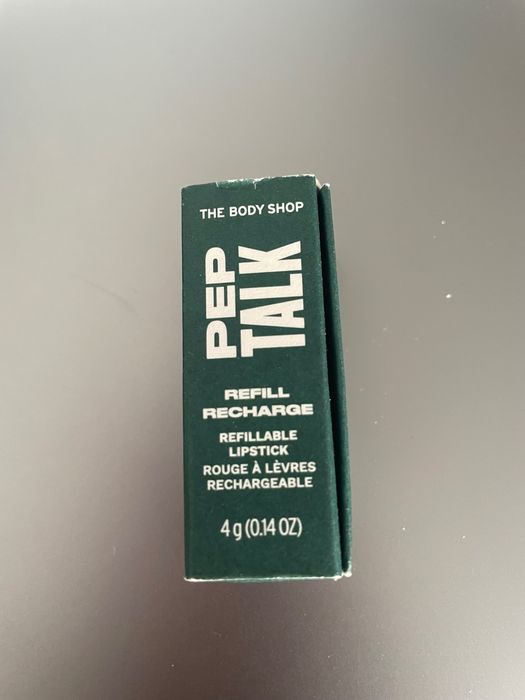 THE BODY SHOP
PEP
TALK
REFILL
RECHARGE
REFILLABLE
LIPSTICK
ROUGE À LÈVRES
RECHARGEABLE
4 g (0.14 OZ)